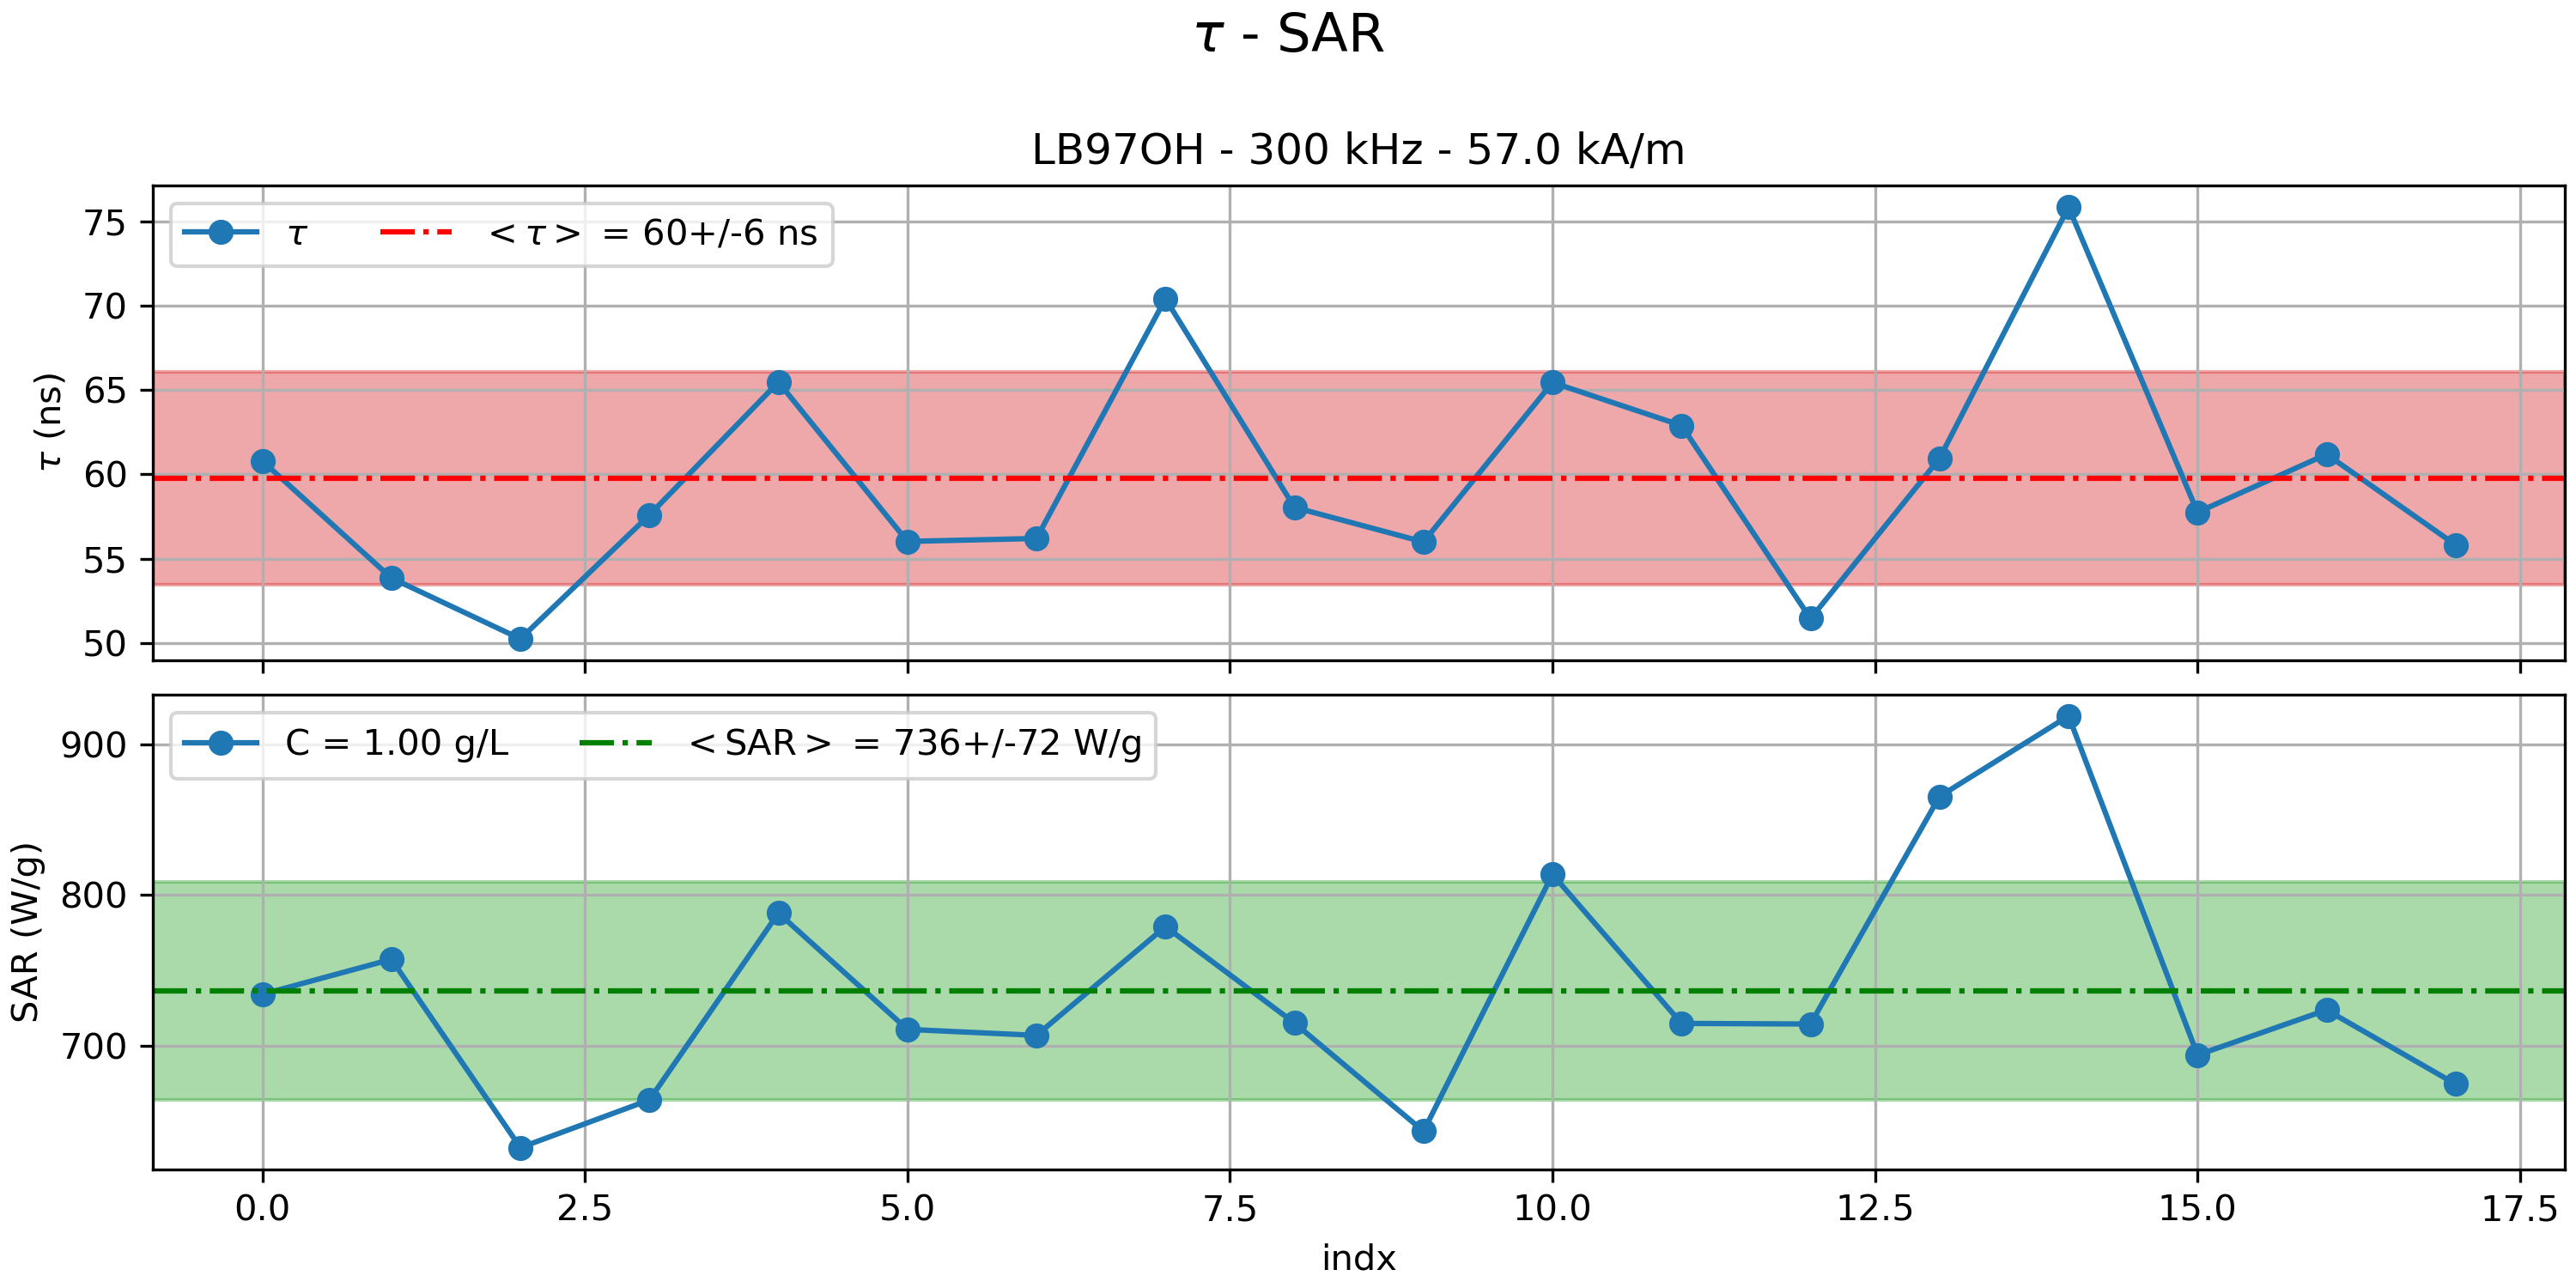 τ - SAR
LB97OH - 300 kHz - 57.0 kA/m
τ <τ> = 60+/-6 ns
75
70
65
60
55
50
τ (ns)
C = 1.00 g/L <SAR> = 736+/-72 W/g
900
800
700
SAR (W/g)
0.0 2.5 5.0 7.5 10.0 12.5 15.0 17.5
indx